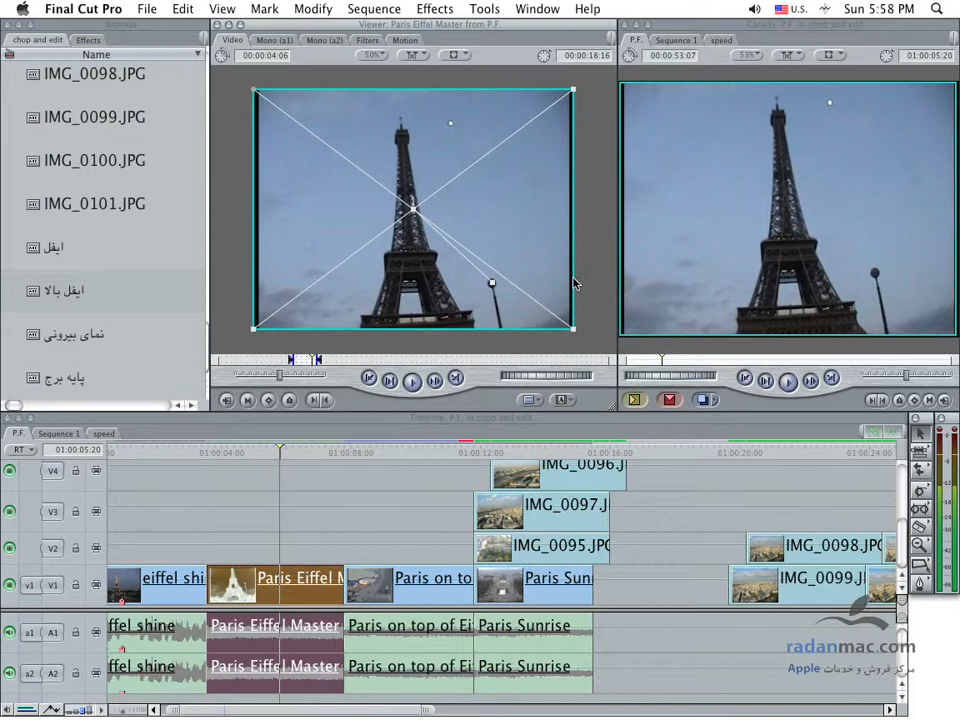 Final Cut Pro File Edit View Mark Modify Sequence Effects Tools Window Help U.S. Sun 5:58 PM
Browser
Viewer: Paris Eiffel Master from P.F.
Canvas: P.F. in chop and edit
chop and edit Effects
Video Mono (a1) Mono (a2) Filters Motion
P.F. Sequence 1 speed
Name
00:00:04:06 50% 00:00:18:16
00:00:53:07 53% 01:00:05:20
IMG_0098.JPG
IMG_0099.JPG
IMG_0100.JPG
IMG_0101.JPG
ایفل
ایفل بالا
نمای بیرونی
پایه برج
Timeline: P.F. in chop and edit
P.F. Sequence 1 speed
RT 01:00:05:20 00 01:00:04:00 01:00:08:00 01:00:12:00 01:00:16:00 01:00:24:00
V4 IMG_0096.J
V3 IMG_0097.J
V2 IMG_0095.JPG IMG_0098.J
v1 V1 eiffel shi Paris Eiffel M Paris on to Paris Sun IMG_0099.J
a1 A1 ffel shine Paris Eiffel Master Paris on top of Ei Paris Sunrise
a2 A2 ffel shine Paris Eiffel Master Paris on top of Ei Paris Sunrise
radanmac.com
مرکز فروش و خدمات Apple